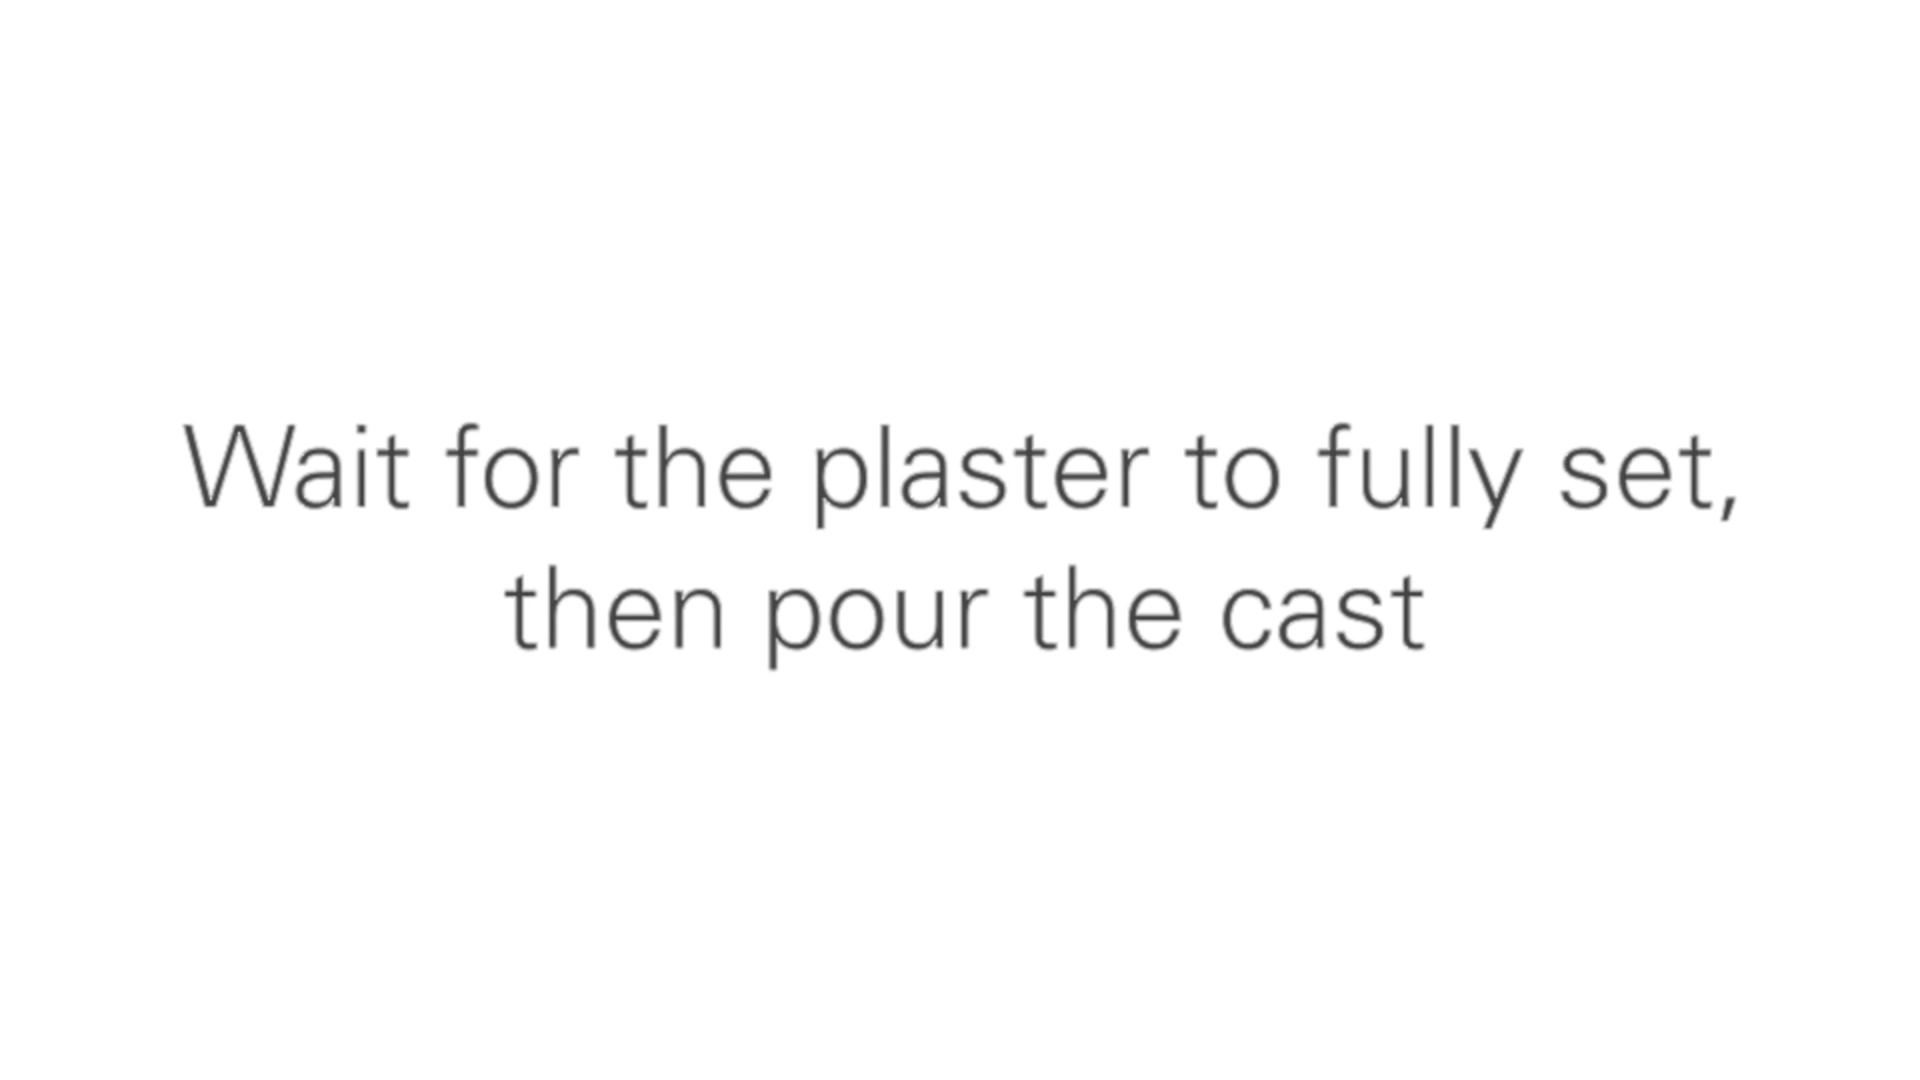 Wait for the plaster to fully set,
then pour the cast